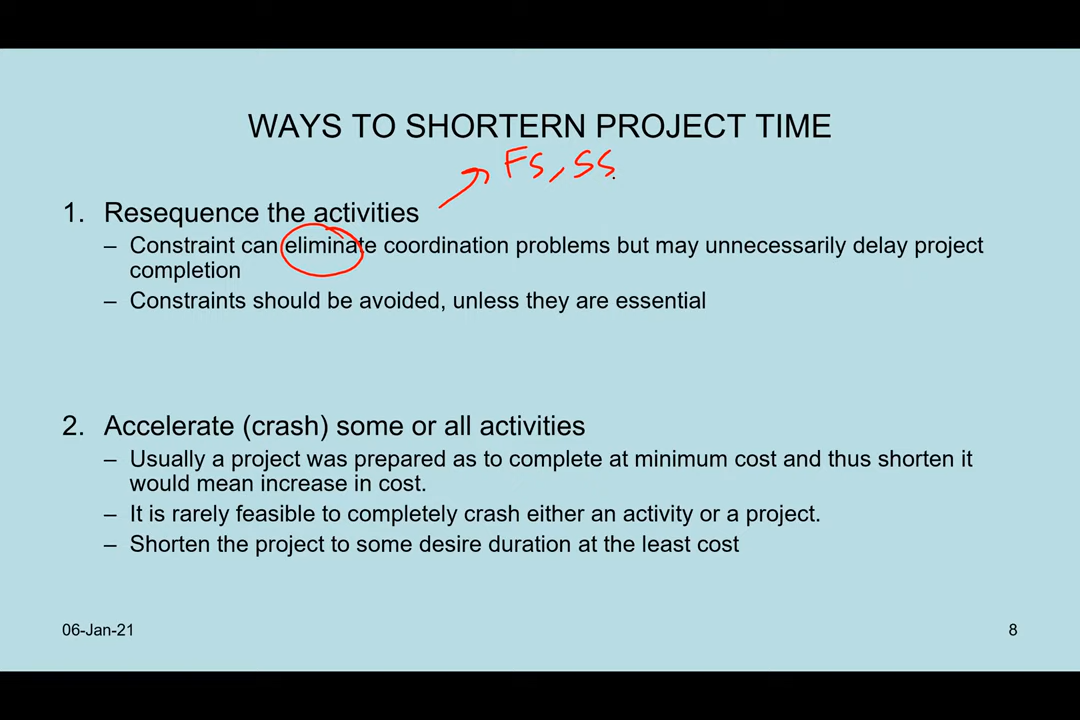 WAYS TO SHORTERN PROJECT TIME
FS, SS
1. Resequence the activities
– Constraint can eliminate coordination problems but may unnecessarily delay project
completion
– Constraints should be avoided, unless they are essential
2. Accelerate (crash) some or all activities
– Usually a project was prepared as to complete at minimum cost and thus shorten it
would mean increase in cost.
– It is rarely feasible to completely crash either an activity or a project.
– Shorten the project to some desire duration at the least cost
06-Jan-21
8